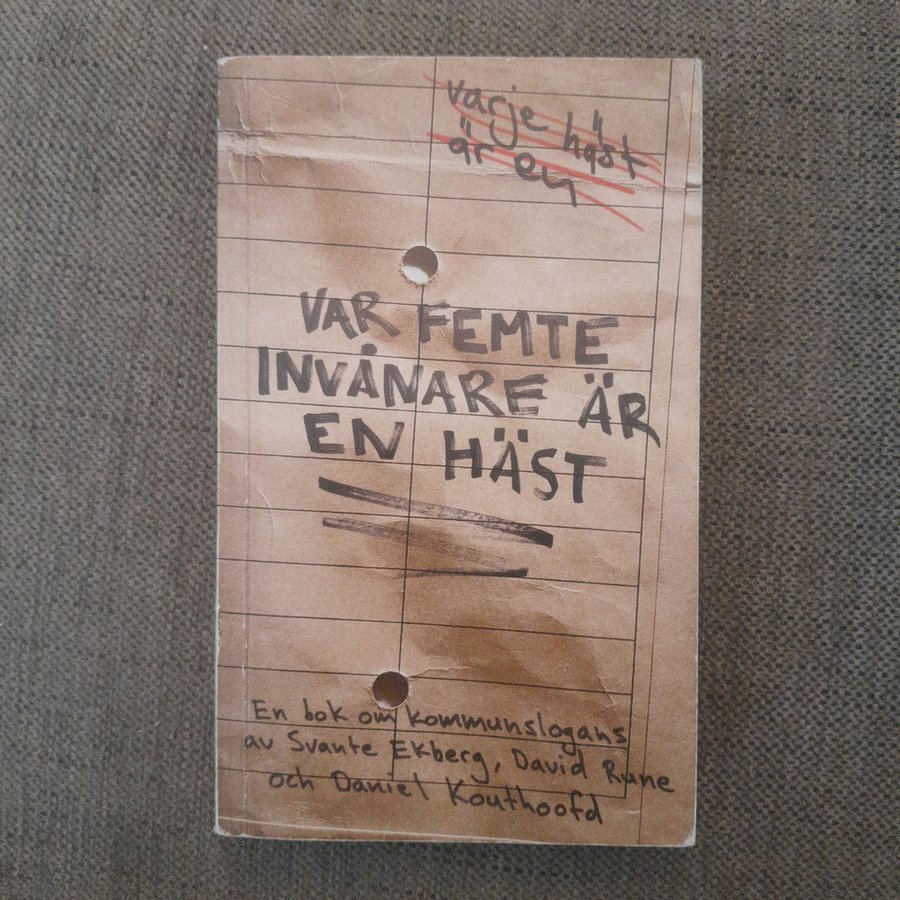 varje häst
är en
VAR FEMTE
INVÅNARE ÄR
EN HÄST
En bok om kommunslogans
av Svante Ekberg, David Rune
och Daniel Kouthoofd